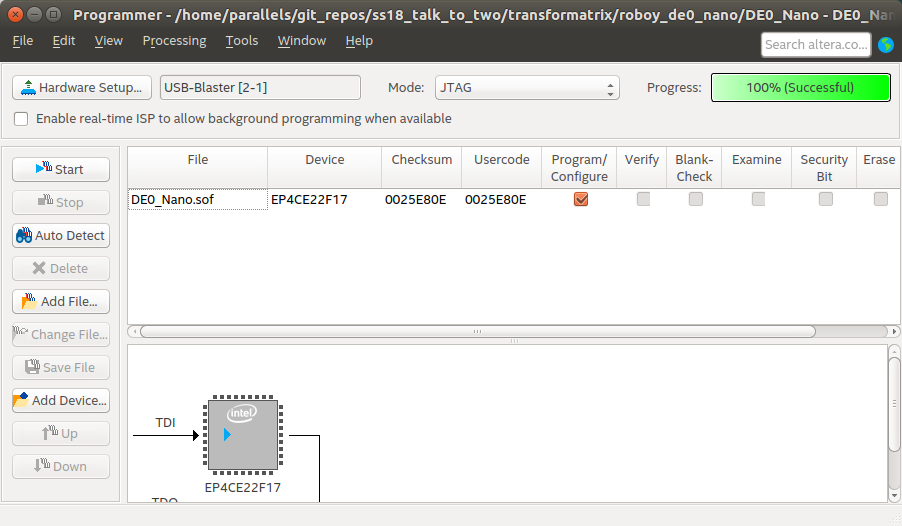 Programmer - /home/parallels/git_repos/ss18_talk_to_two/transformatrix/roboy_de0_nano/DE0_Nano - DE0_Nan
File Edit View Processing Tools Window Help
Search altera.co...
Hardware Setup... USB-Blaster [2-1] Mode: JTAG Progress: 100% (Successful)
Enable real-time ISP to allow background programming when available
Start
Stop
Auto Detect
Delete
Add File...
Change File...
Save File
Add Device...
Up
Down
File Device Checksum Usercode Program/ Verify Blank- Examine Security Erase
Configure Check Bit
DE0_Nano.sof EP4CE22F17 0025E80E 0025E80E
intel
TDI
EP4CE22F17
TDO